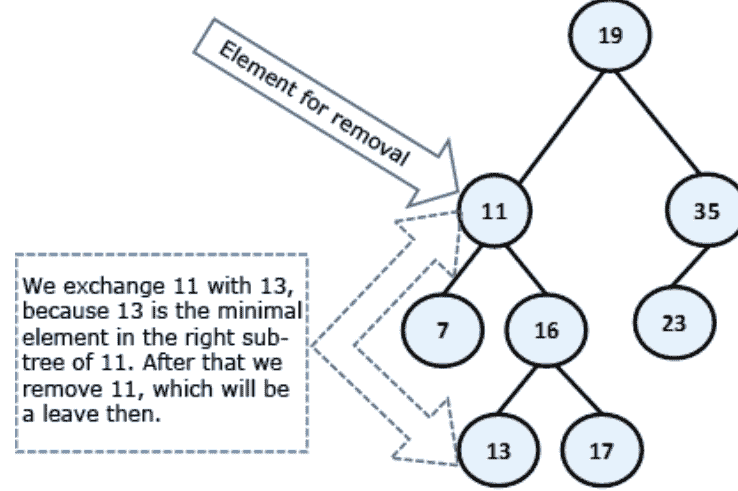 19
Element for removal
11
35
We exchange 11 with 13,
because 13 is the minimal
element in the right sub-
tree of 11. After that we
remove 11, which will be
a leave then.
7
16
23
13
17